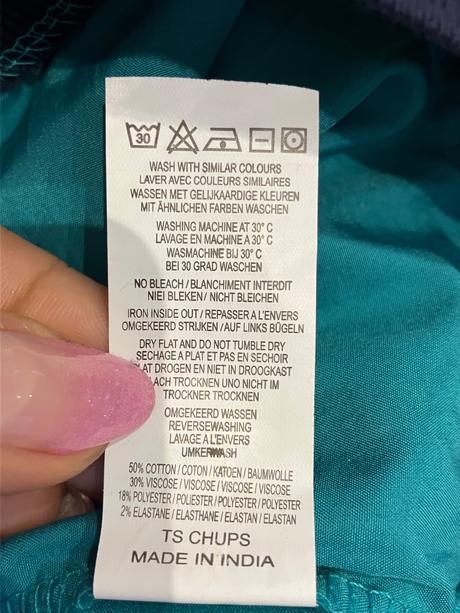 30
WASH WITH SIMILAR COLOURS
LAVER AVEC COULEURS SIMILAIRES
WASSEN MET GELIJKAARDIGE KLEUREN
MIT ÄHNLICHEN FARBEN WASCHEN
WASHING MACHINE AT 30° C
LAVAGE EN MACHINE A 30° C
WASMACHINE BIJ 30° C
BEI 30 GRAD WASCHEN
NO BLEACH / BLANCHIMENT INTERDIT
NIEI BLEKEN / NICHT BLEICHEN
IRON INSIDE OUT / REPASSER A L'ENVERS
OMGEKEERD STRIJKEN / AUF LINKS BÜGELN
DRY FLAT AND DO NOT TUMBLE DRY
SECHAGE A PLAT ET PAS EN SECHOIR
LAT DROGEN EN NIET IN DROOGKAST
ACH TROCKNEN UNO NICHT IM
TROCKNER TROCKNEN
OMGEKEERD WASSEN
REVERSEWASHING
LAVAGE A L'ENVERS
UMKERWASH
50% COTTON / COTON / KATOEN / BAUMWOLLE
30% VISCOSE / VISCOSE / VISCOSE / VISCOSE
18% POLYESTER / POLIESTER / POLYESTER / POLYESTER
2% ELASTANE / ELASTHANE / ELASTAN / ELASTAN
TS CHUPS
MADE IN INDIA